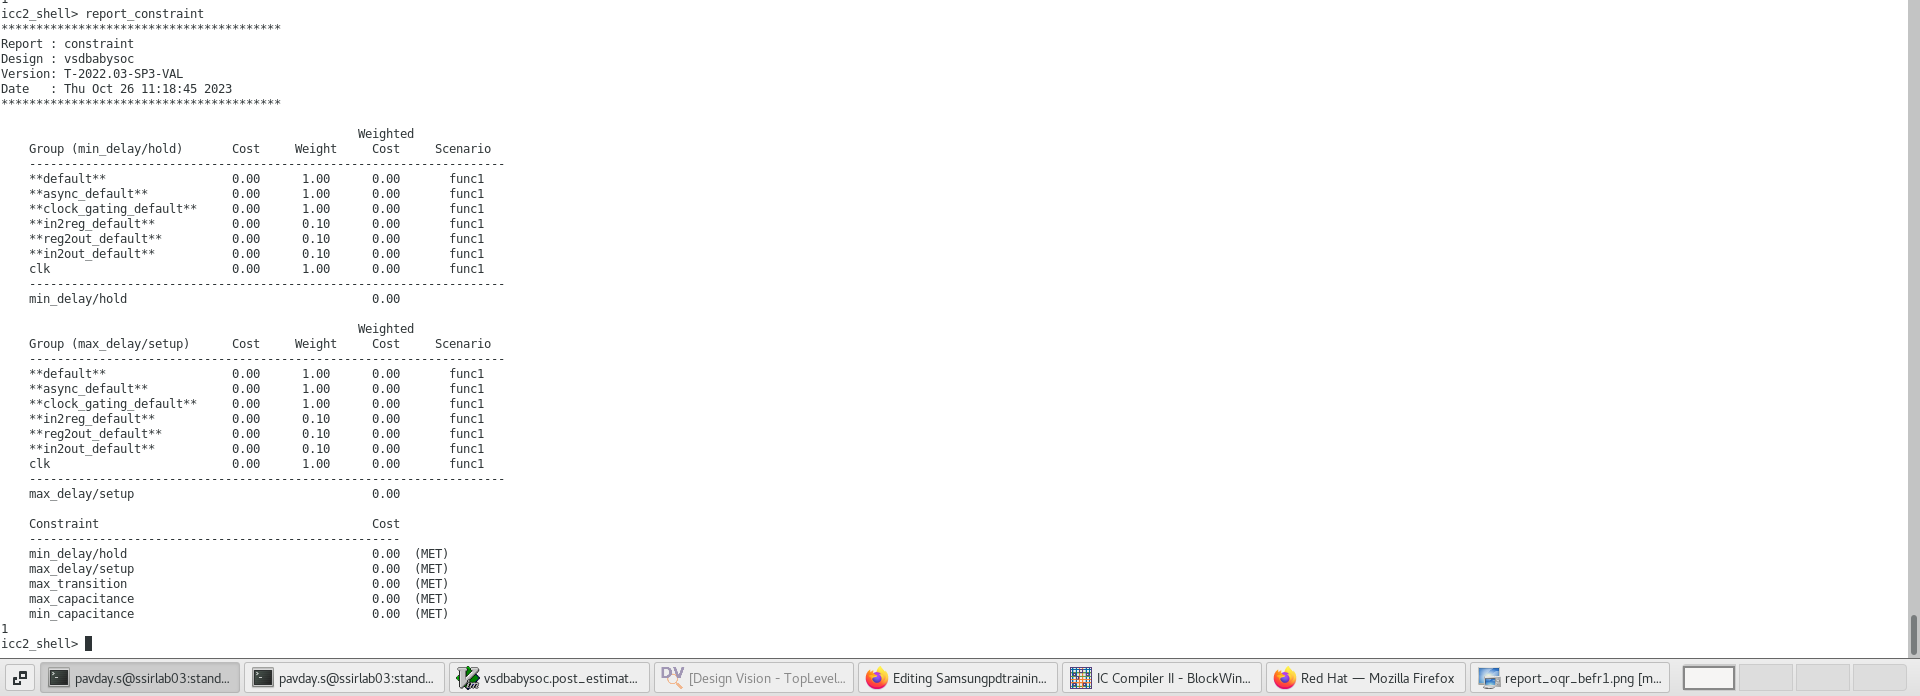 icc2_shell> report_constraint
****************************************
Report : constraint
Design : vsdbabysoc
Version: T-2022.03-SP3-VAL
Date   : Thu Oct 26 11:18:45 2023
****************************************
Weighted
Group (min_delay/hold)     Cost     Weight     Cost     Scenario
--------------------------------------------------------------------
**default**                0.00      1.00      0.00       func1
**async_default**          0.00      1.00      0.00       func1
**clock_gating_default**   0.00      1.00      0.00       func1
**in2reg_default**         0.00      0.10      0.00       func1
**reg2out_default**        0.00      0.10      0.00       func1
**in2out_default**         0.00      0.10      0.00       func1
clk                        0.00      1.00      0.00       func1
--------------------------------------------------------------------
min_delay/hold                                 0.00
Weighted
Group (max_delay/setup)    Cost     Weight     Cost     Scenario
--------------------------------------------------------------------
**default**                0.00      1.00      0.00       func1
**async_default**          0.00      1.00      0.00       func1
**clock_gating_default**   0.00      1.00      0.00       func1
**in2reg_default**         0.00      0.10      0.00       func1
**reg2out_default**        0.00      0.10      0.00       func1
**in2out_default**         0.00      0.10      0.00       func1
clk                        0.00      1.00      0.00       func1
--------------------------------------------------------------------
max_delay/setup                                0.00
Constraint                                     Cost
-----------------------------------------------------
min_delay/hold                                 0.00  (MET)
max_delay/setup                                0.00  (MET)
max_transition                                 0.00  (MET)
max_capacitance                                0.00  (MET)
min_capacitance                                0.00  (MET)
1
icc2_shell>
pavday.s@ssirlab03:stand... pavday.s@ssirlab03:stand... vsdbabysoc.post_estimat... [Design Vision - TopLevel... Editing Samsungpdtrainin... IC Compiler II - BlockWin... Red Hat — Mozilla Firefox report_oqr_befr1.png [m...